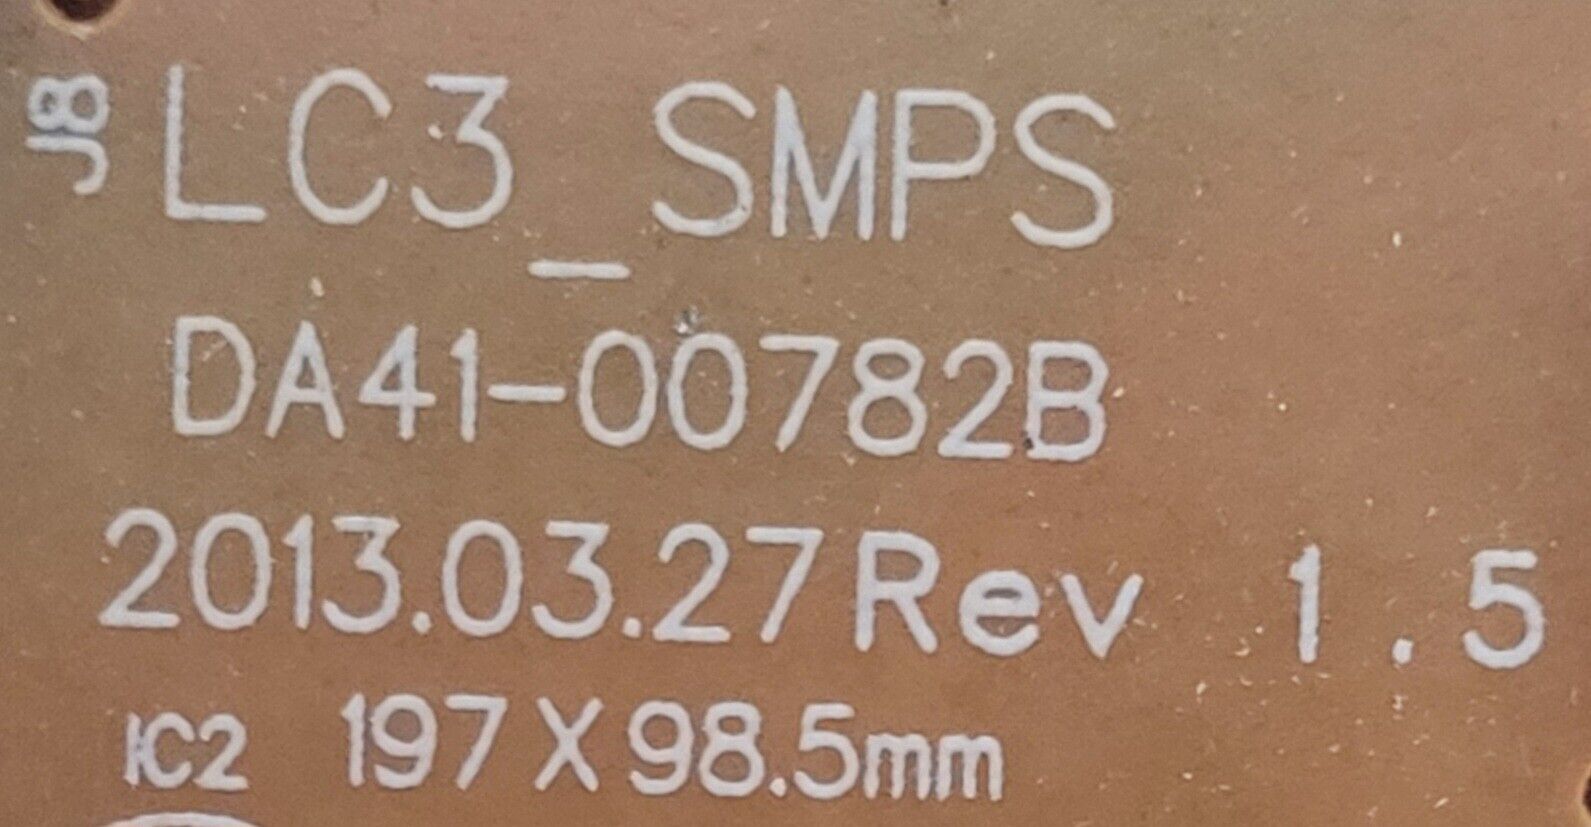 J8
LC3_SMPS
DA41-00782B
2013.03.27 Rev 1.5
IC2 197 X 98.5mm